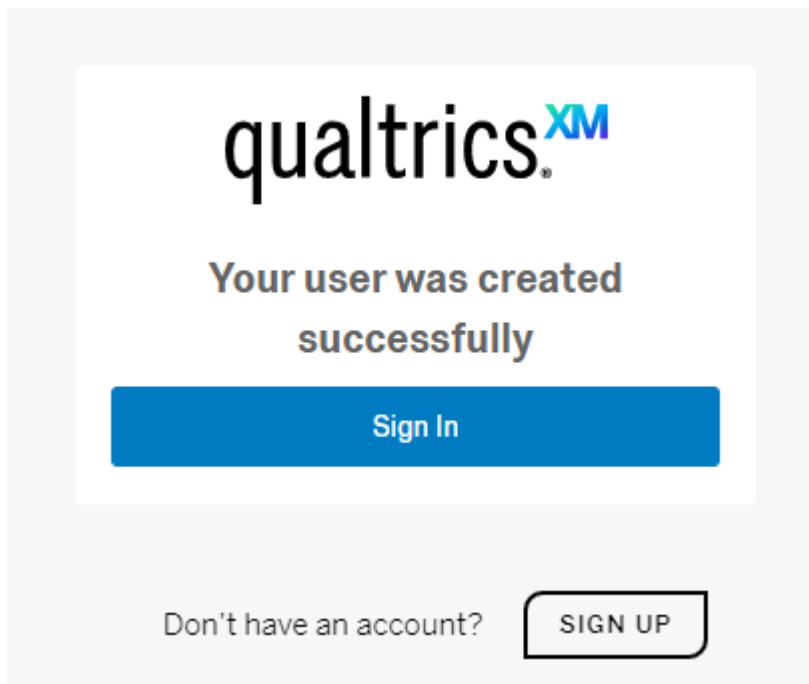 qualtrics.XM
®
Your user was created
successfully
Sign In
Don't have an account? SIGN UP